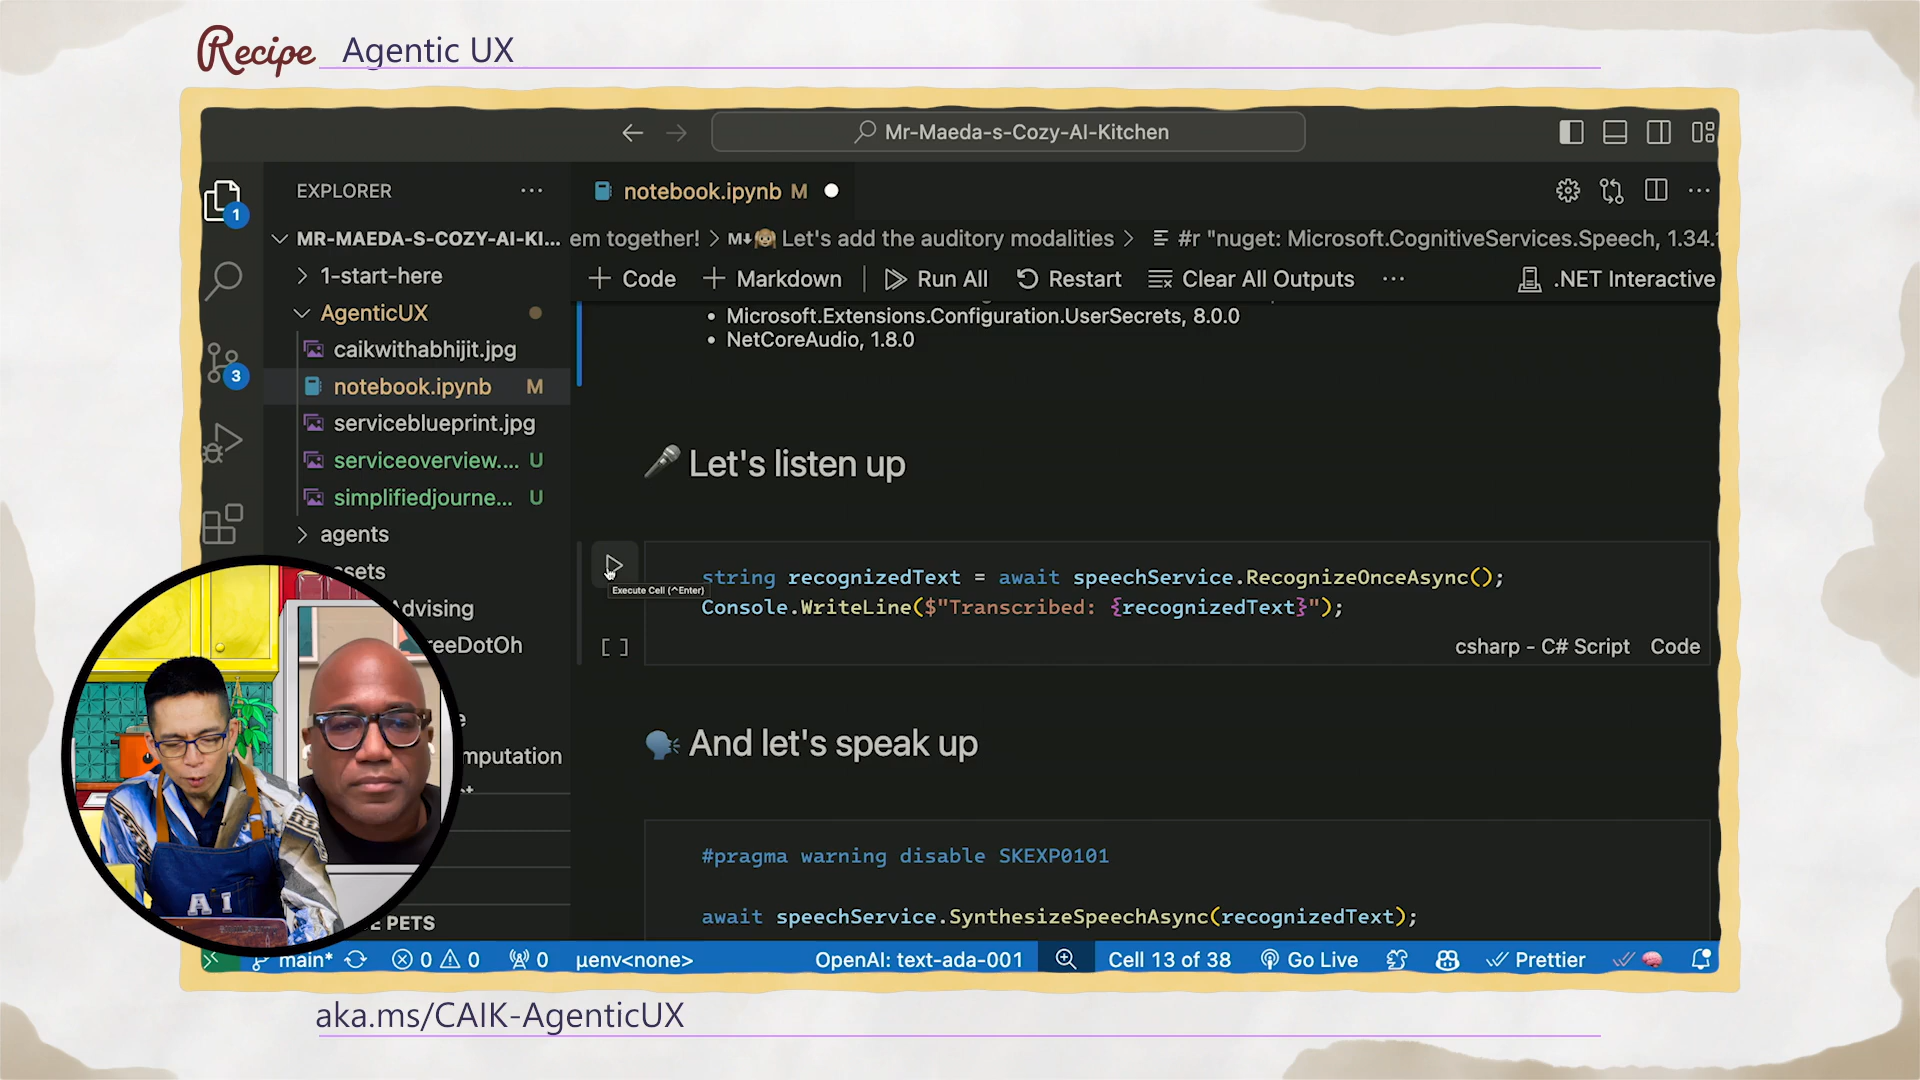 Recipe Agentic UX
Mr-Maeda-s-Cozy-AI-Kitchen
EXPLORER ...
notebook.ipynb M
1
MR-MAEDA-S-COZY-AI-KI...
em together! > M↓🙉 Let's add the auditory modalities > #r "nuget: Microsoft.CognitiveServices.Speech, 1.34.
1-start-here
+ Code + Markdown Run All Restart Clear All Outputs ... .NET Interactive
AgenticUX
• Microsoft.Extensions.Configuration.UserSecrets, 8.0.0
• NetCoreAudio, 1.8.0
caikwithabhijit.jpg
3
notebook.ipynb M
serviceblueprint.jpg
serviceoverview.... U
simplifiedjourne... U
agents
🎤 Let's listen up
string recognizedText = await speechService.RecognizeOnceAsync();
Execute Cell (^Enter)
Console.WriteLine($"Transcribed: {recognizedText}");
[ ]
csharp - C# Script Code
ssets
Advising
reeDotOh
e
mputation
PETS
🗣 And let's speak up
#pragma warning disable SKEXP0101
await speechService.SynthesizeSpeechAsync(recognizedText);
AI
main* 0 0 0 µenv<none> OpenAI: text-ada-001 Cell 13 of 38 Go Live Prettier
aka.ms/CAIK-AgenticUX